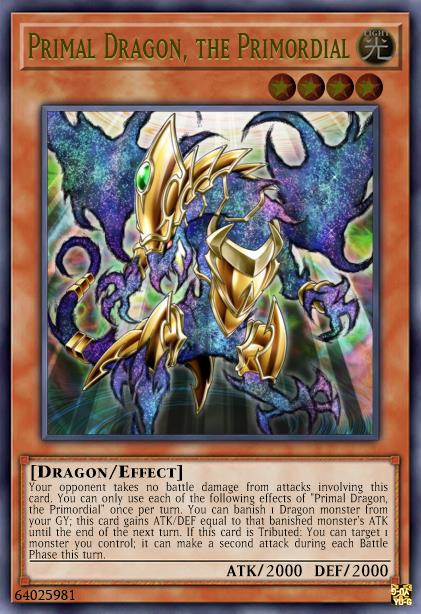 PRIMAL DRAGON, THE PRIMORDIAL
LIGHT
光
[DRAGON/EFFECT]
Your opponent takes no battle damage from attacks involving this
card. You can only use each of the following effects of "Primal Dragon,
the Primordial" once per turn. You can banish 1 Dragon monster from
your GY; this card gains ATK/DEF equal to that banished monster's ATK
until the end of the next turn. If this card is Tributed: You can target 1
monster you control; it can make a second attack during each Battle
Phase this turn.
ATK/2000 DEF/2000
64025981